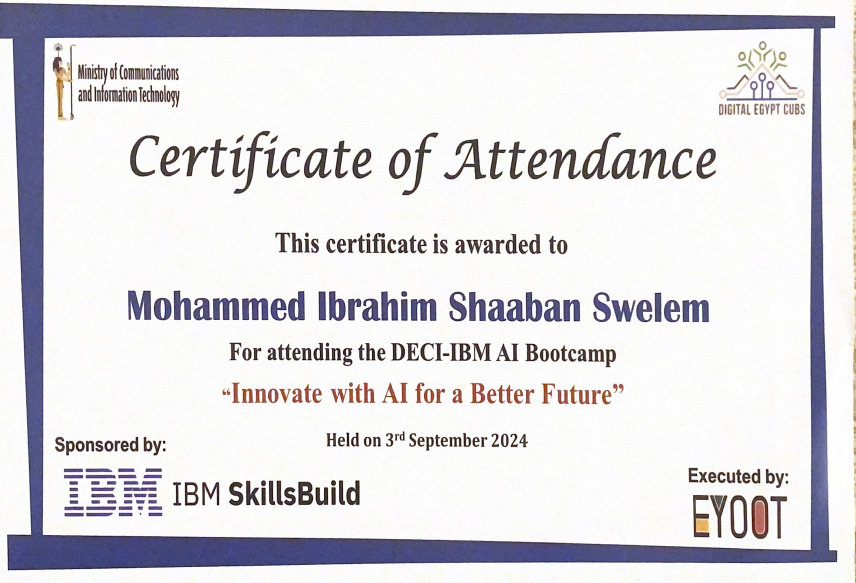 Ministry of Communications
and Information Technology
DIGITAL EGYPT CUBS
Certificate of Attendance
This certificate is awarded to
Mohammed Ibrahim Shaaban Swelem
For attending the DECI-IBM AI Bootcamp
“Innovate with AI for a Better Future”
Held on 3rd September 2024
Sponsored by:
IBM IBM SkillsBuild
Executed by:
EYOOT